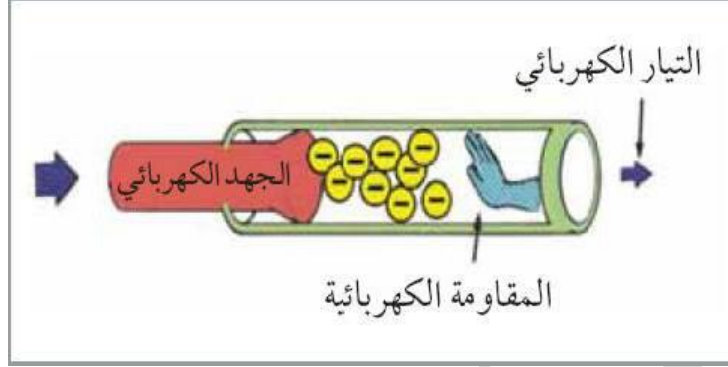 التيار الكهربائي
الجهد الكهربائي
المقاومة الكهربائية